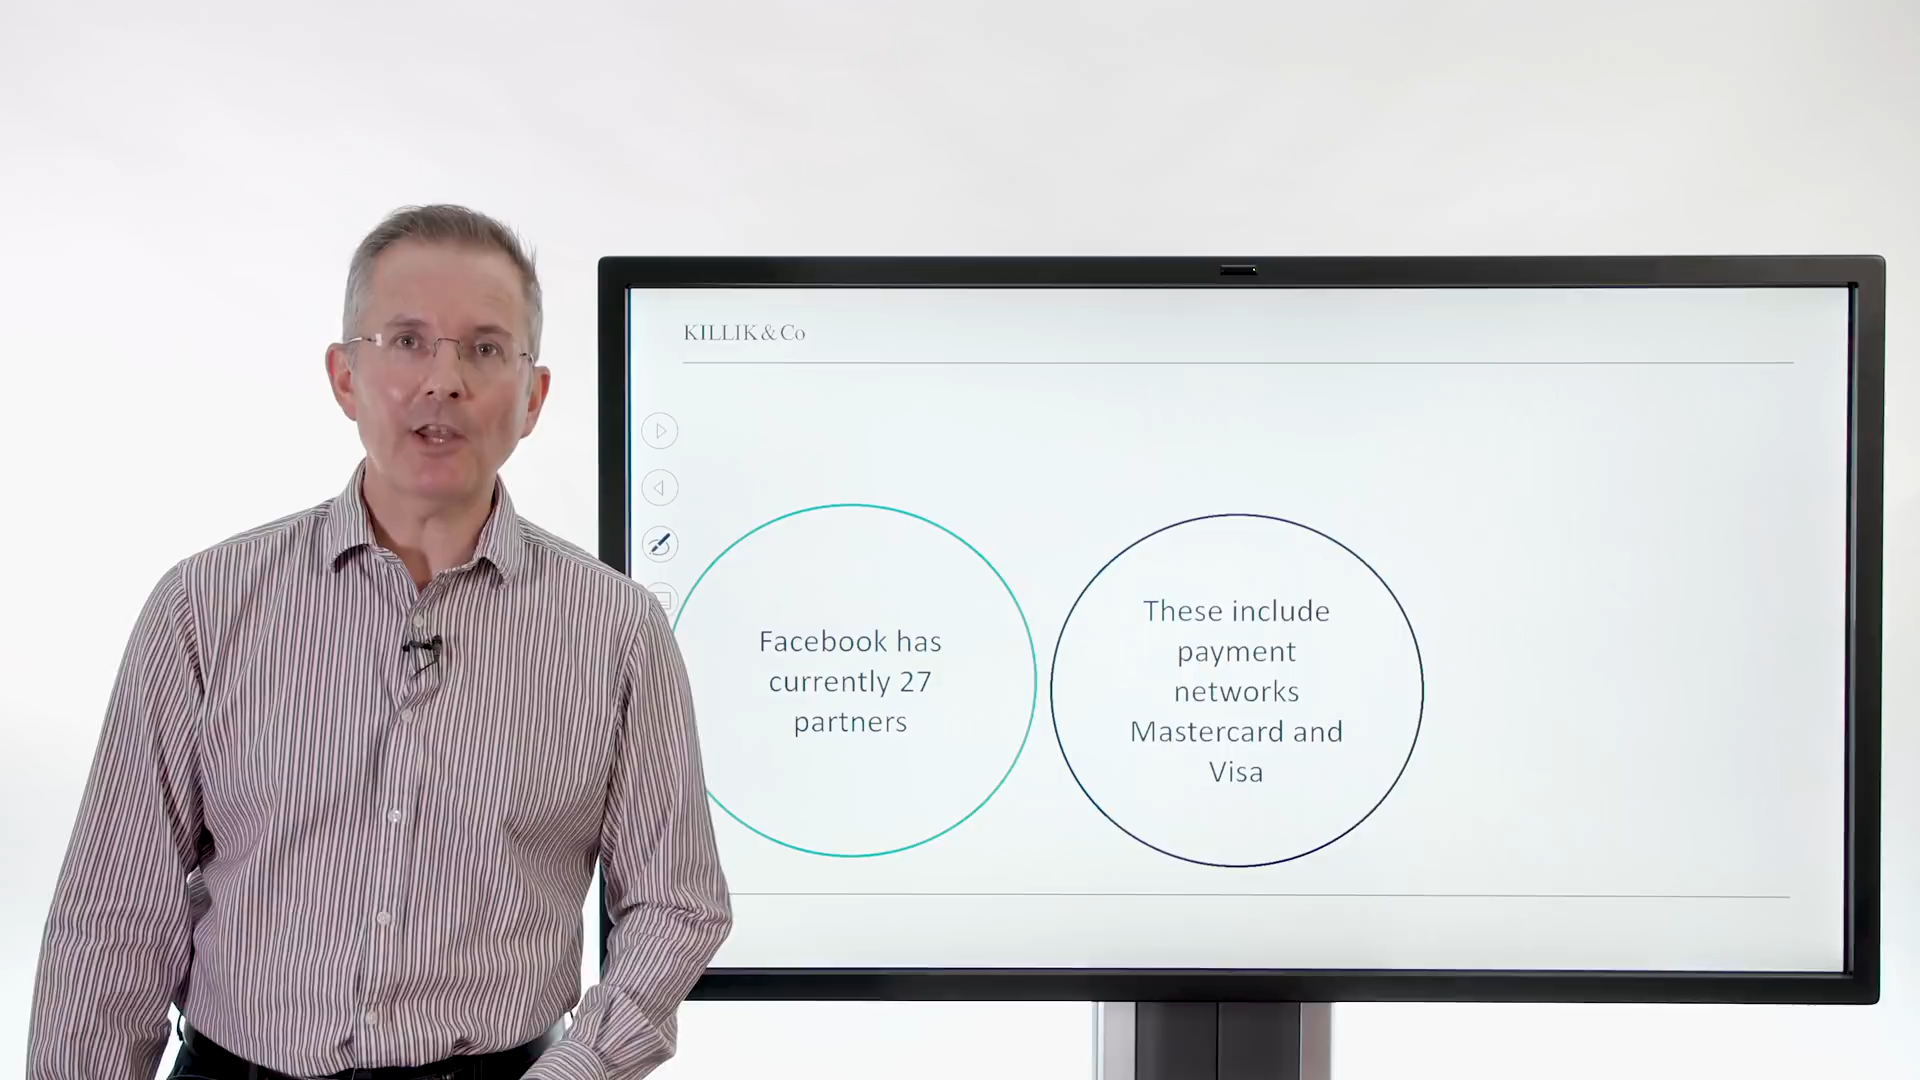 KILLIK & Co
Facebook has
currently 27
partners
These include
payment
networks
Mastercard and
Visa